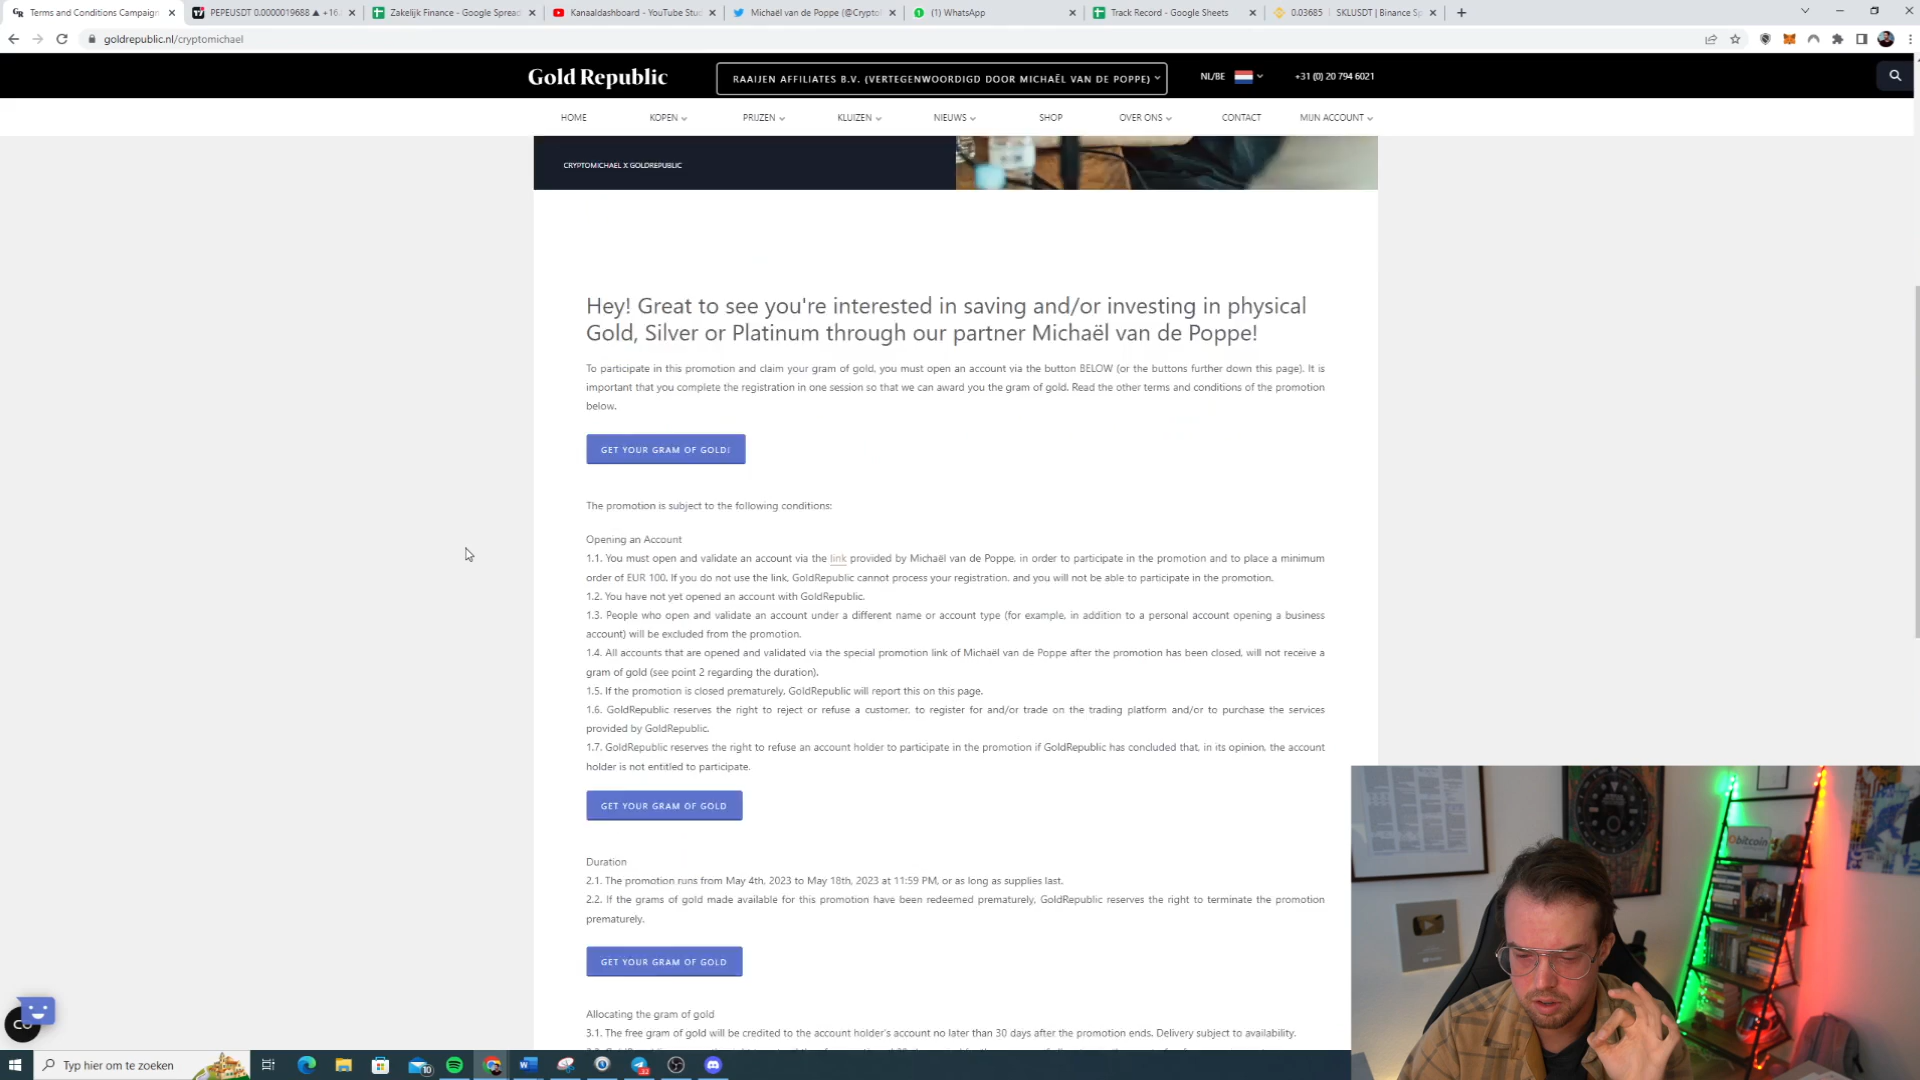 Terms and Conditions Campaign
PEPEUSDT 0.0000019688 ▲ +16.
Zakelijk Finance - Google Spread
Kanaaldashboard - YouTube Stu
Michaël van de Poppe (@Crypto
(1) WhatsApp
Track Record - Google Sheets
0.03685 | SKLUSDT | Binance Sp
goldrepublic.nl/cryptomichael
Gold Republic
RAAIJEN AFFILIATES B.V. (VERTEGENWOORDIGD DOOR MICHAËL VAN DE POPPE)
NL/BE
+31 (0) 20 794 6021
HOME
KOPEN
PRIJZEN
KLUIZEN
NIEUWS
SHOP
OVER ONS
CONTACT
MIJN ACCOUNT
CRYPTOMICHAEL X GOLDREPUBLIC
Hey! Great to see you're interested in saving and/or investing in physical
Gold, Silver or Platinum through our partner Michaël van de Poppe!
To participate in this promotion and claim your gram of gold, you must open an account via the button BELOW (or the buttons further down this page). It is
important that you complete the registration in one session so that we can award you the gram of gold. Read the other terms and conditions of the promotion
below.
GET YOUR GRAM OF GOLD!
The promotion is subject to the following conditions:
Opening an Account
1.1. You must open and validate an account via the link provided by Michaël van de Poppe, in order to participate in the promotion and to place a minimum
order of EUR 100. If you do not use the link, GoldRepublic cannot process your registration, and you will not be able to participate in the promotion.
1.2. You have not yet opened an account with GoldRepublic.
1.3. People who open and validate an account under a different name or account type (for example, in addition to a personal account opening a business
account) will be excluded from the promotion.
1.4. All accounts that are opened and validated via the special promotion link of Michaël van de Poppe after the promotion has been closed, will not receive a
gram of gold (see point 2 regarding the duration).
1.5. If the promotion is closed prematurely, GoldRepublic will report this on this page.
1.6. GoldRepublic reserves the right to reject or refuse a customer, to register for and/or trade on the trading platform and/or to purchase the services
provided by GoldRepublic.
1.7. GoldRepublic reserves the right to refuse an account holder to participate in the promotion if GoldRepublic has concluded that, in its opinion, the account
holder is not entitled to participate.
GET YOUR GRAM OF GOLD
Duration
2.1. The promotion runs from May 4th, 2023 to May 18th, 2023 at 11:59 PM, or as long as supplies last.
2.2. If the grams of gold made available for this promotion have been redeemed prematurely, GoldRepublic reserves the right to terminate the promotion
prematurely.
GET YOUR GRAM OF GOLD
Allocating the gram of gold
3.1. The free gram of gold will be credited to the account holder's account no later than 30 days after the promotion ends. Delivery subject to availability.
Typ hier om te zoeken
bitcoin